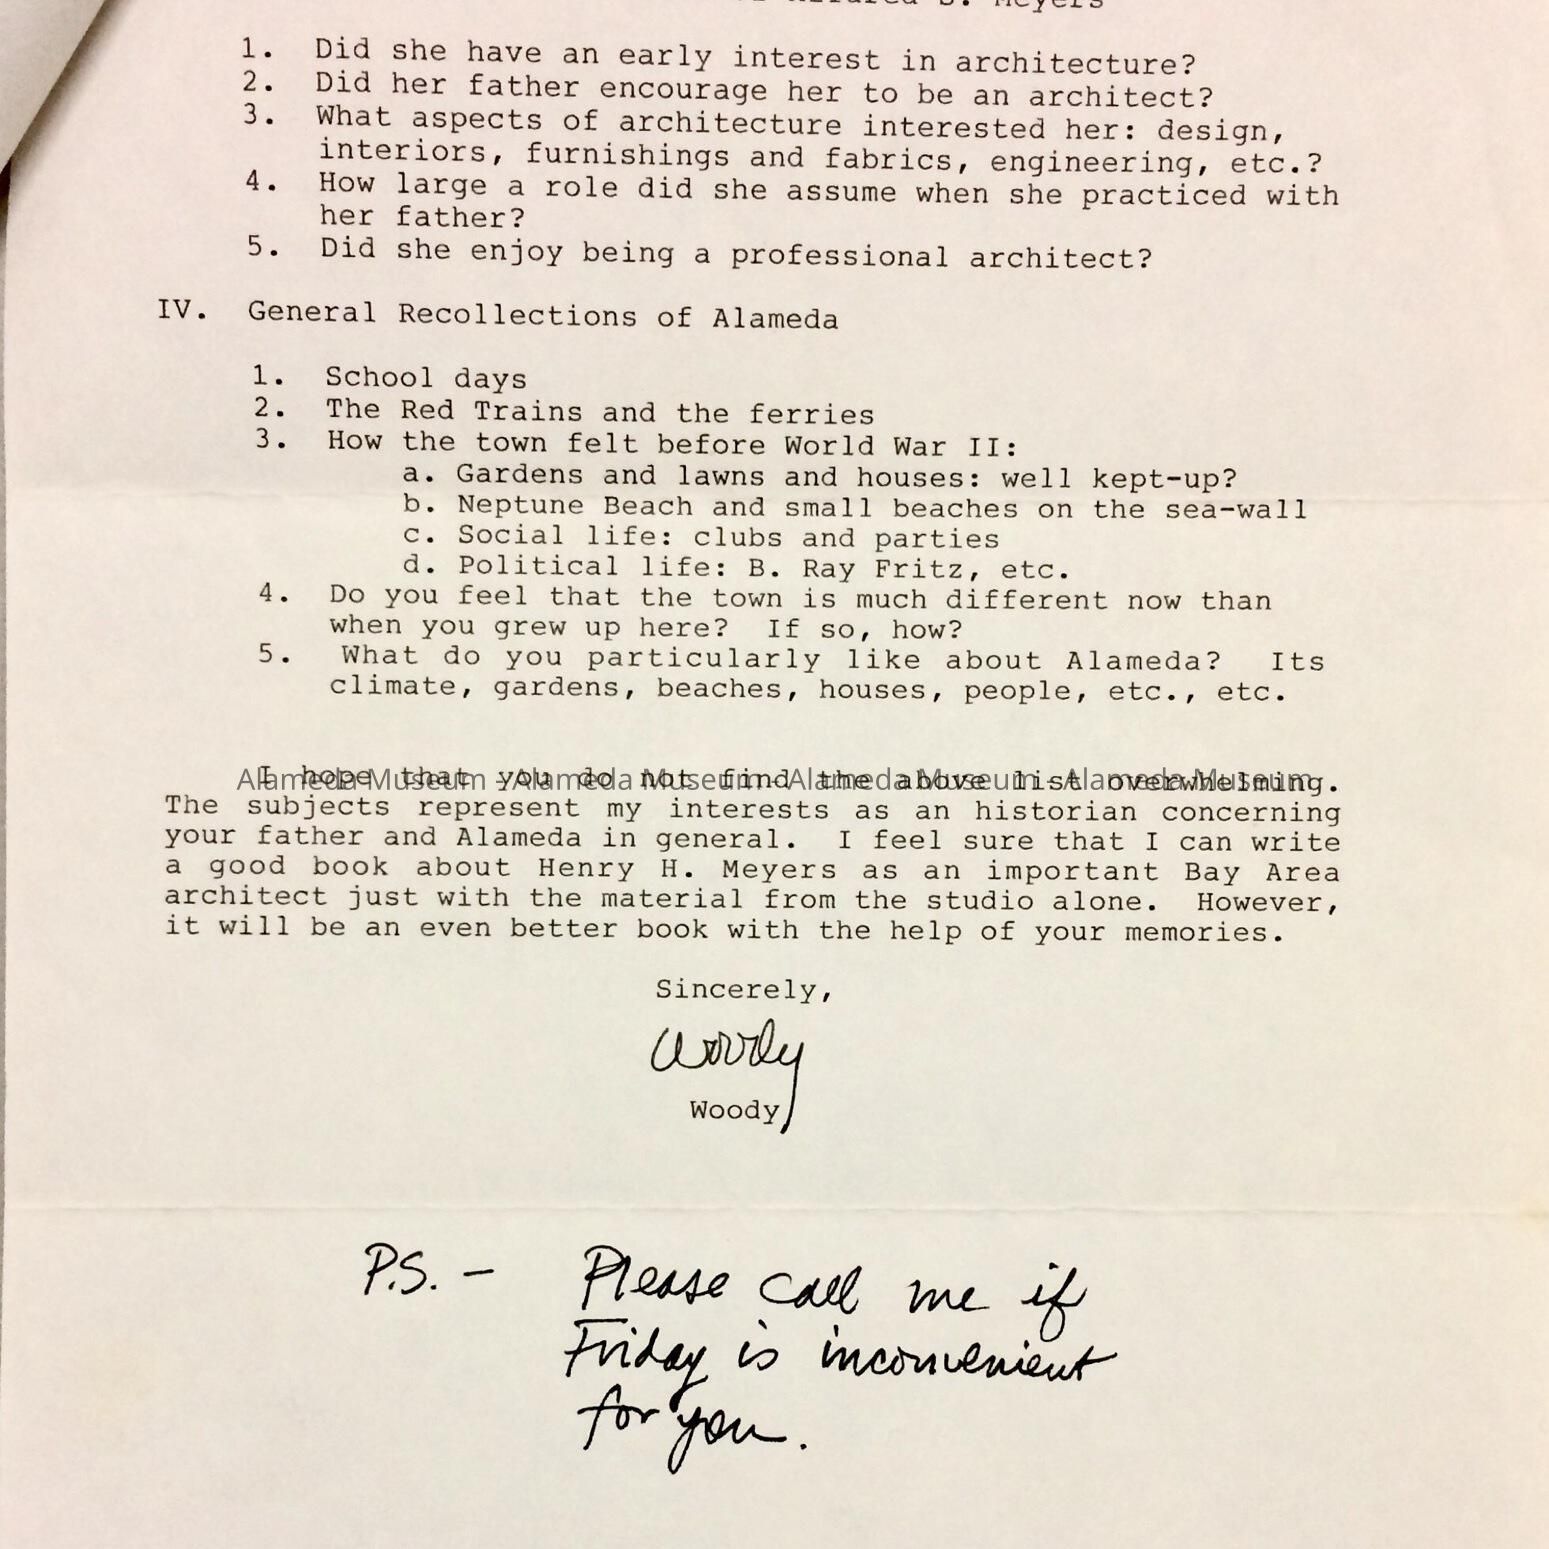 Mildred S. Meyers
1. Did she have an early interest in architecture?
2. Did her father encourage her to be an architect?
3. What aspects of architecture interested her: design,
interiors, furnishings and fabrics, engineering, etc.?
4. How large a role did she assume when she practiced with
her father?
5. Did she enjoy being a professional architect?
IV. General Recollections of Alameda
1. School days
2. The Red Trains and the ferries
3. How the town felt before World War II:
a. Gardens and lawns and houses: well kept-up?
b. Neptune Beach and small beaches on the sea-wall
c. Social life: clubs and parties
d. Political life: B. Ray Fritz, etc.
4. Do you feel that the town is much different now than
when you grew up here? If so, how?
5. What do you particularly like about Alameda? Its
climate, gardens, beaches, houses, people, etc., etc.
I hope that you do not find the above list overwhelming.
Alameda Museum - Alameda Museum - Alameda Museum - Alameda Museum
The subjects represent my interests as an historian concerning
your father and Alameda in general. I feel sure that I can write
a good book about Henry H. Meyers as an important Bay Area
architect just with the material from the studio alone. However,
it will be an even better book with the help of your memories.
Sincerely,
Woody
Woody
P.S. - Please call me if
Friday is inconvenient
for you.